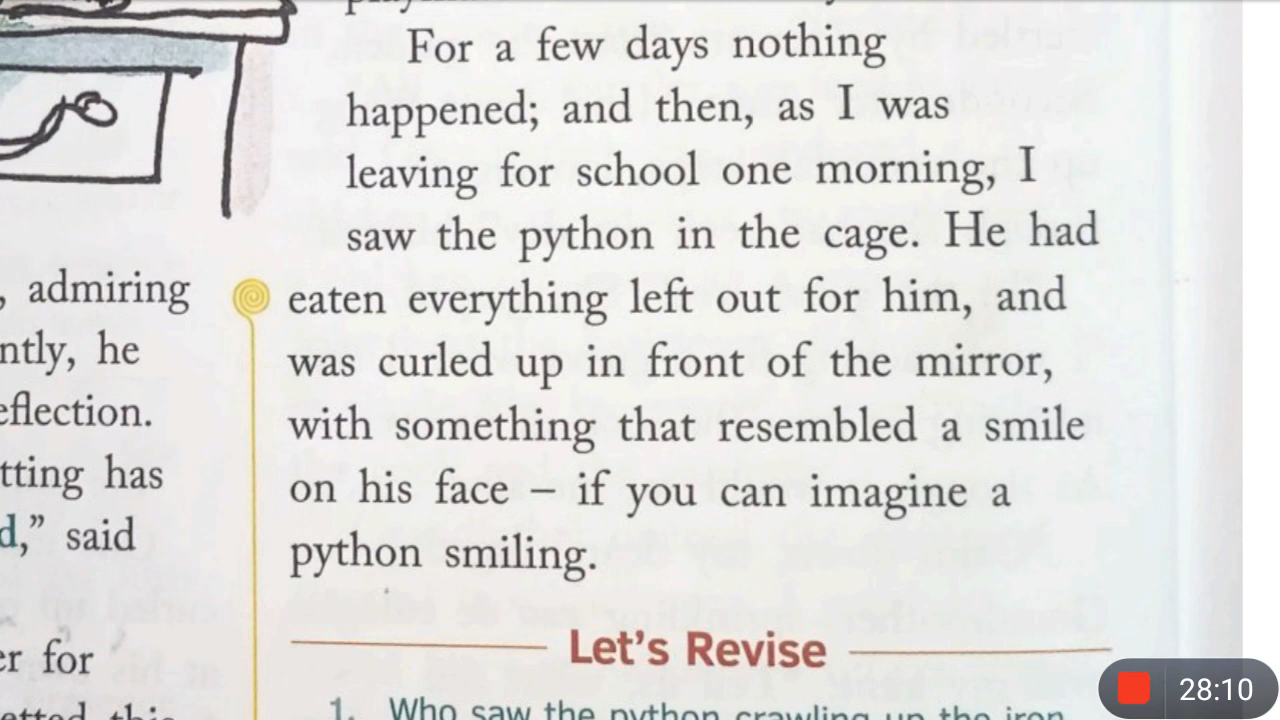 admiring
ntly, he
eflection.
tting has
d,” said
er for
For a few days nothing
happened; and then, as I was
leaving for school one morning, I
saw the python in the cage. He had
eaten everything left out for him, and
was curled up in front of the mirror,
with something that resembled a smile
on his face – if you can imagine a
python smiling.
Let’s Revise
1. Who saw the python crawling up the iron
28:10